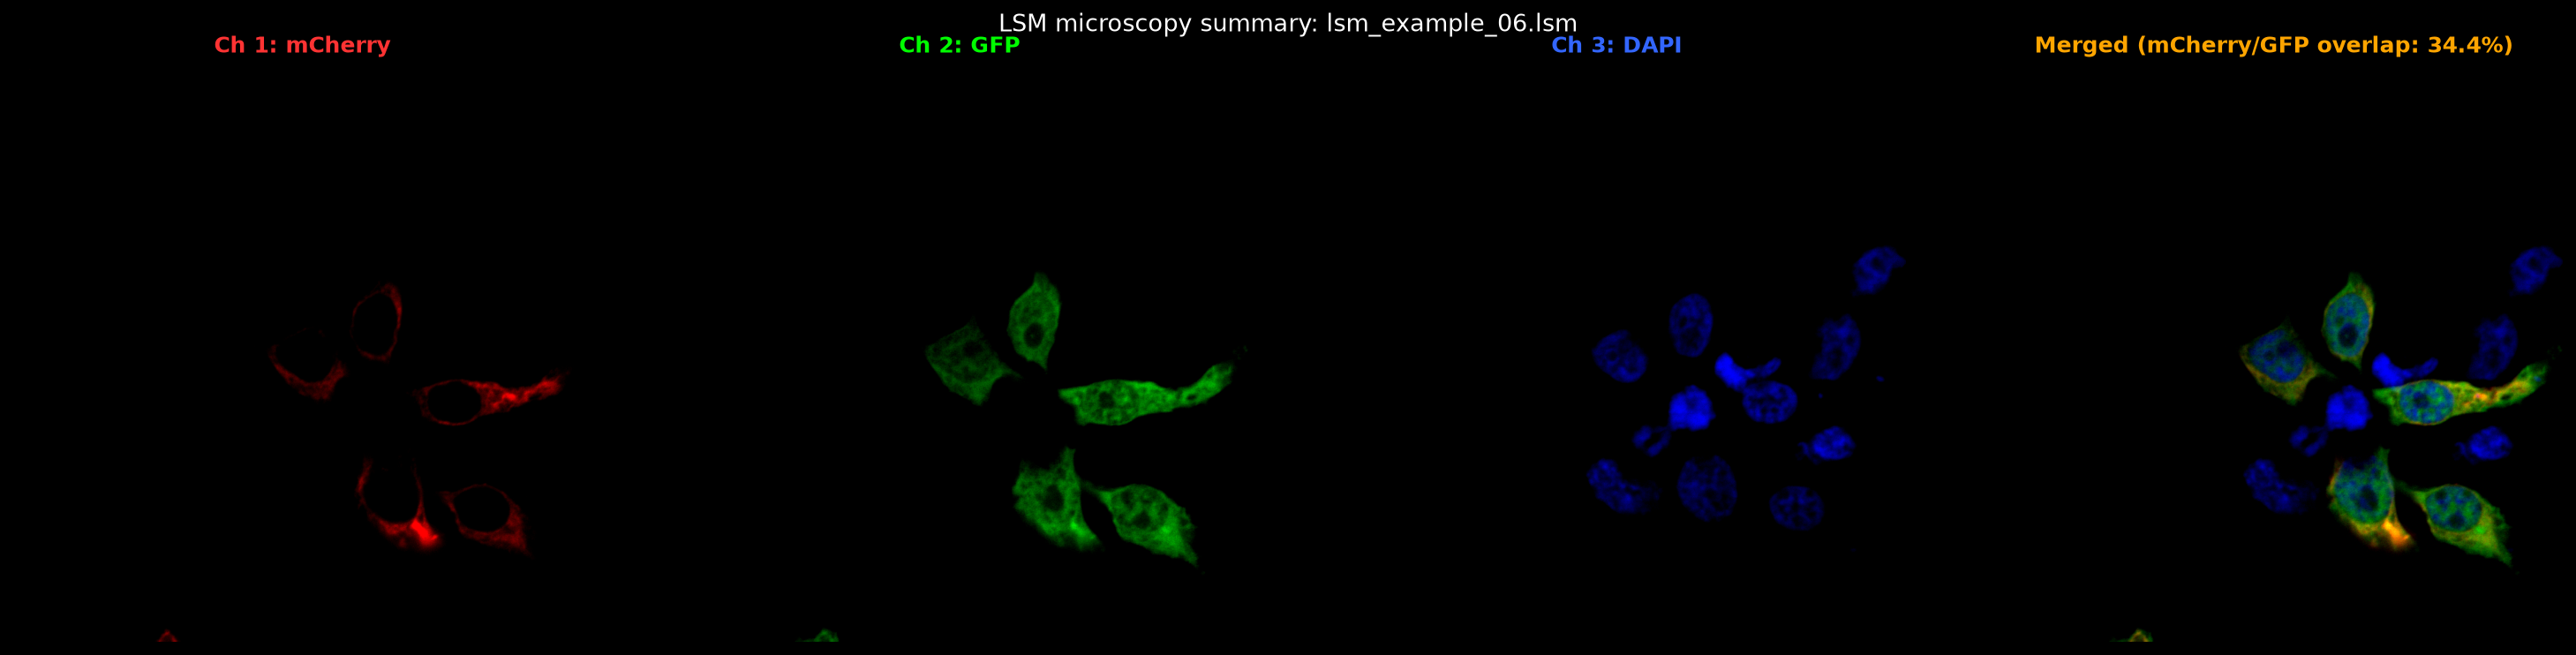 LSM microscopy summary: lsm_example_06.lsm
Ch 1: mCherry
Ch 2: GFP
Ch 3: DAPI
Merged (mCherry/GFP overlap: 34.4%)